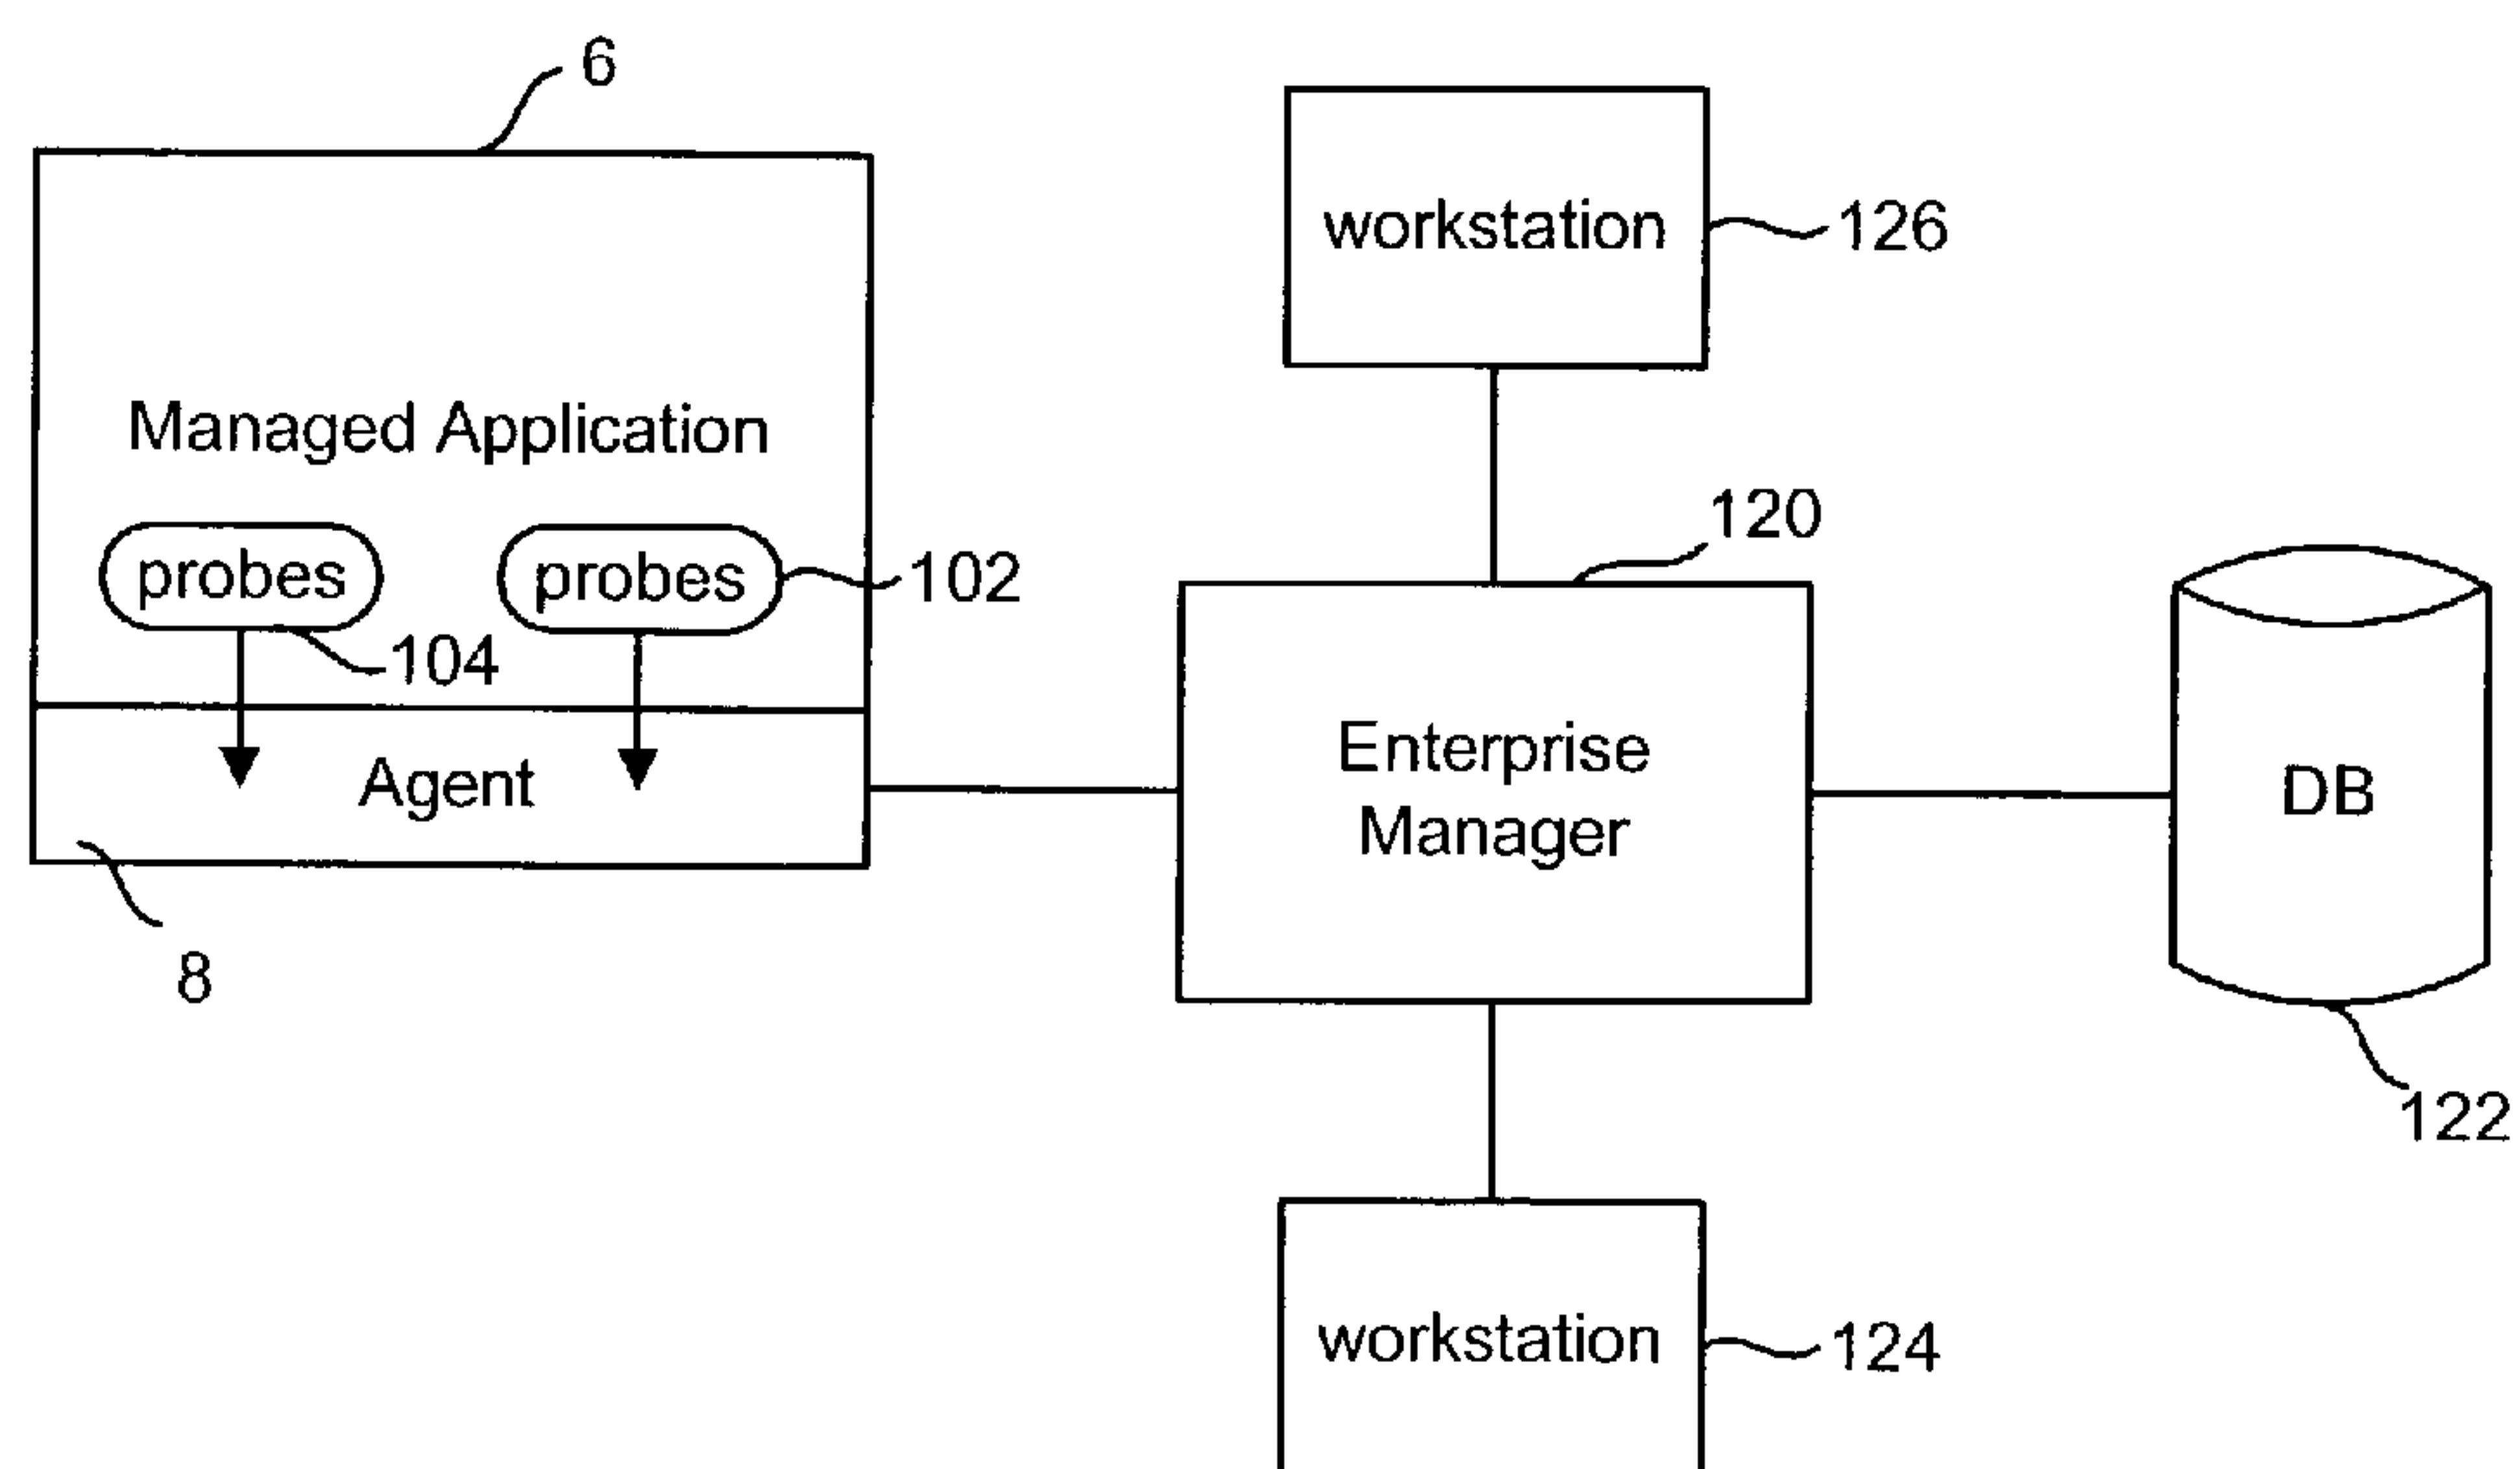 6
workstation
126
Managed Application
120
probes
probes
102
104
Enterprise
Manager
Agent
DB
8
122
workstation
124